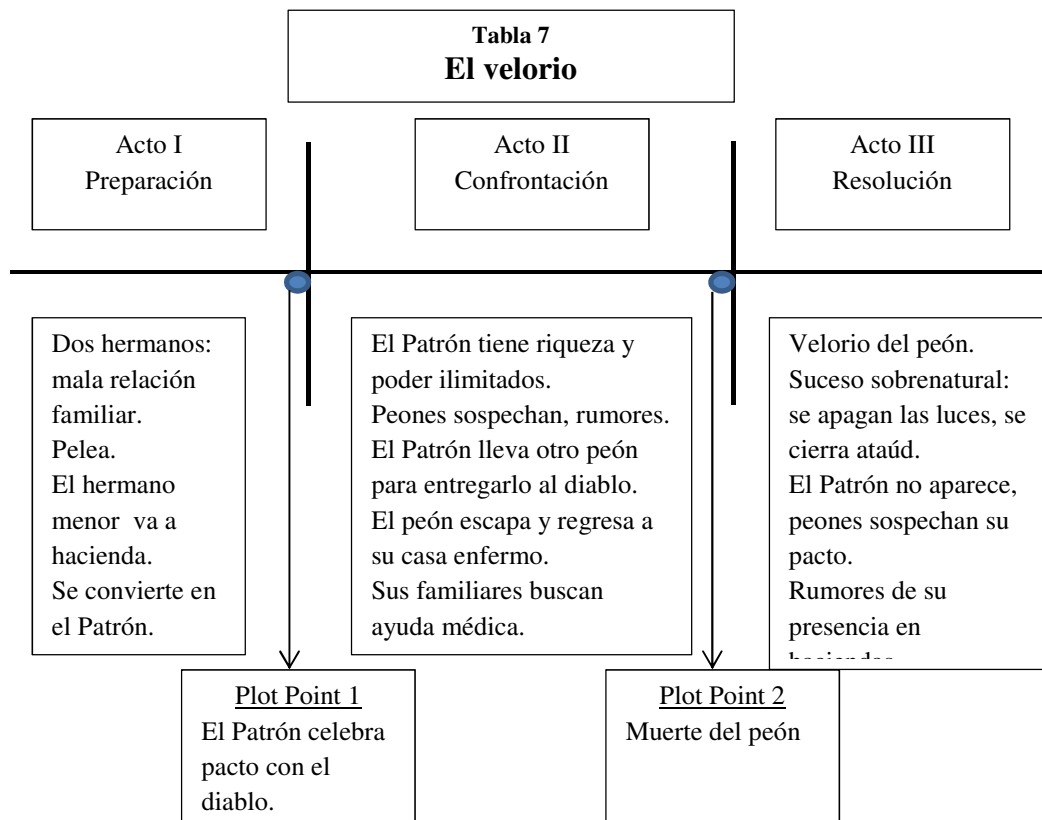 Tabla 7
El velorio
Acto I
Preparación
Acto II
Confrontación
Acto III
Resolución
Dos hermanos:
mala relación
familiar.
Pelea.
El hermano
menor va a
hacienda.
Se convierte en
el Patrón.
El Patrón tiene riqueza y
poder ilimitados.
Peones sospechan, rumores.
El Patrón lleva otro peón
para entregarlo al diablo.
El peón escapa y regresa a
su casa enfermo.
Sus familiares buscan
ayuda médica.
Velorio del peón.
Suceso sobrenatural:
se apagan las luces, se
cierra ataúd.
El Patrón no aparece,
peones sospechan su
pacto.
Rumores de su
presencia en
Plot Point 1
El Patrón celebra
pacto con el
diablo.
Plot Point 2
Muerte del peón